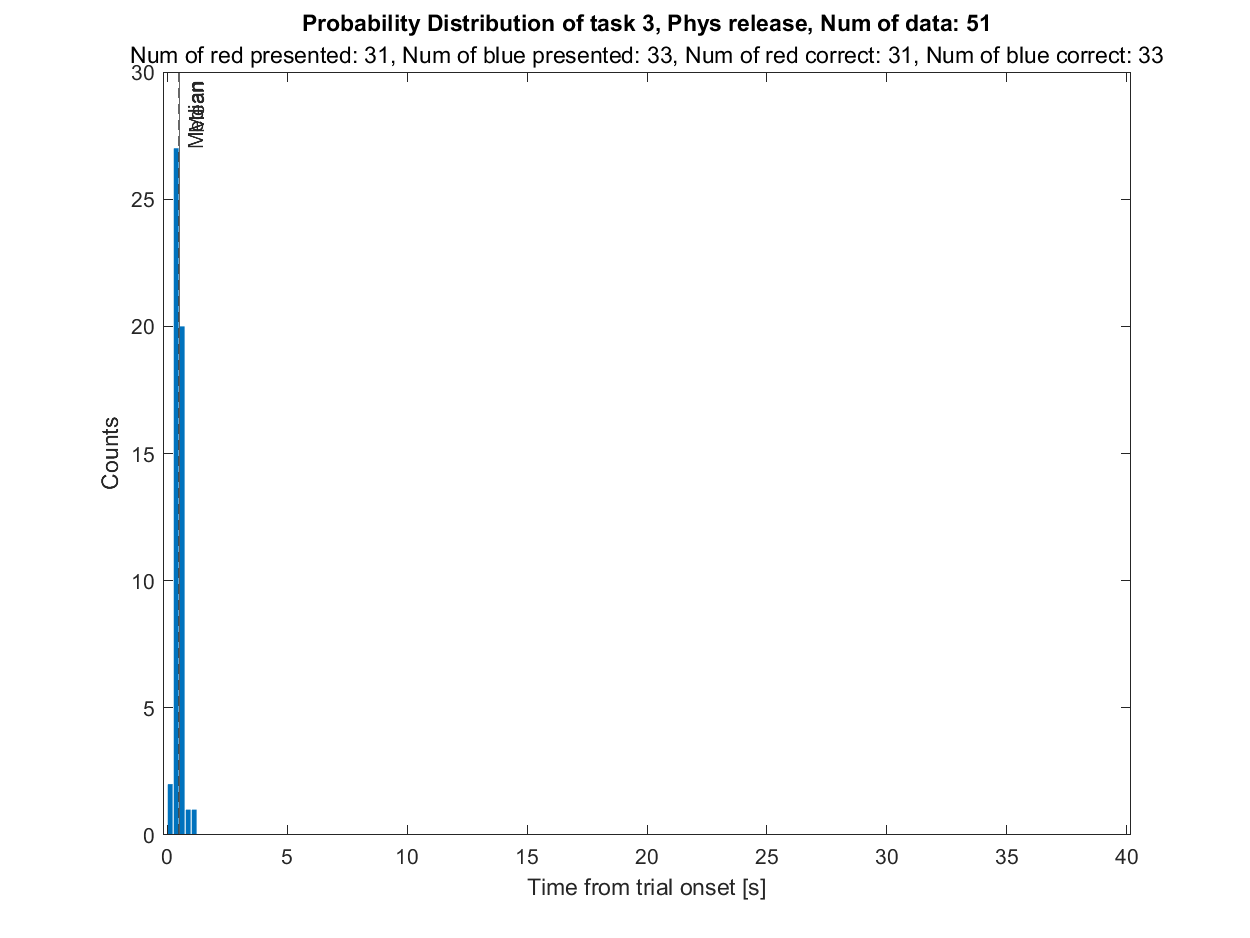 Probability Distribution of task 3, Phys release, Num of data: 51
Num of red presented: 31, Num of blue presented: 33, Num of red correct: 31, Num of blue correct: 33
30
25
20
15
10
5
0
Counts
Median
Mean
0 5 10 15 20 25 30 35 40
Time from trial onset [s]